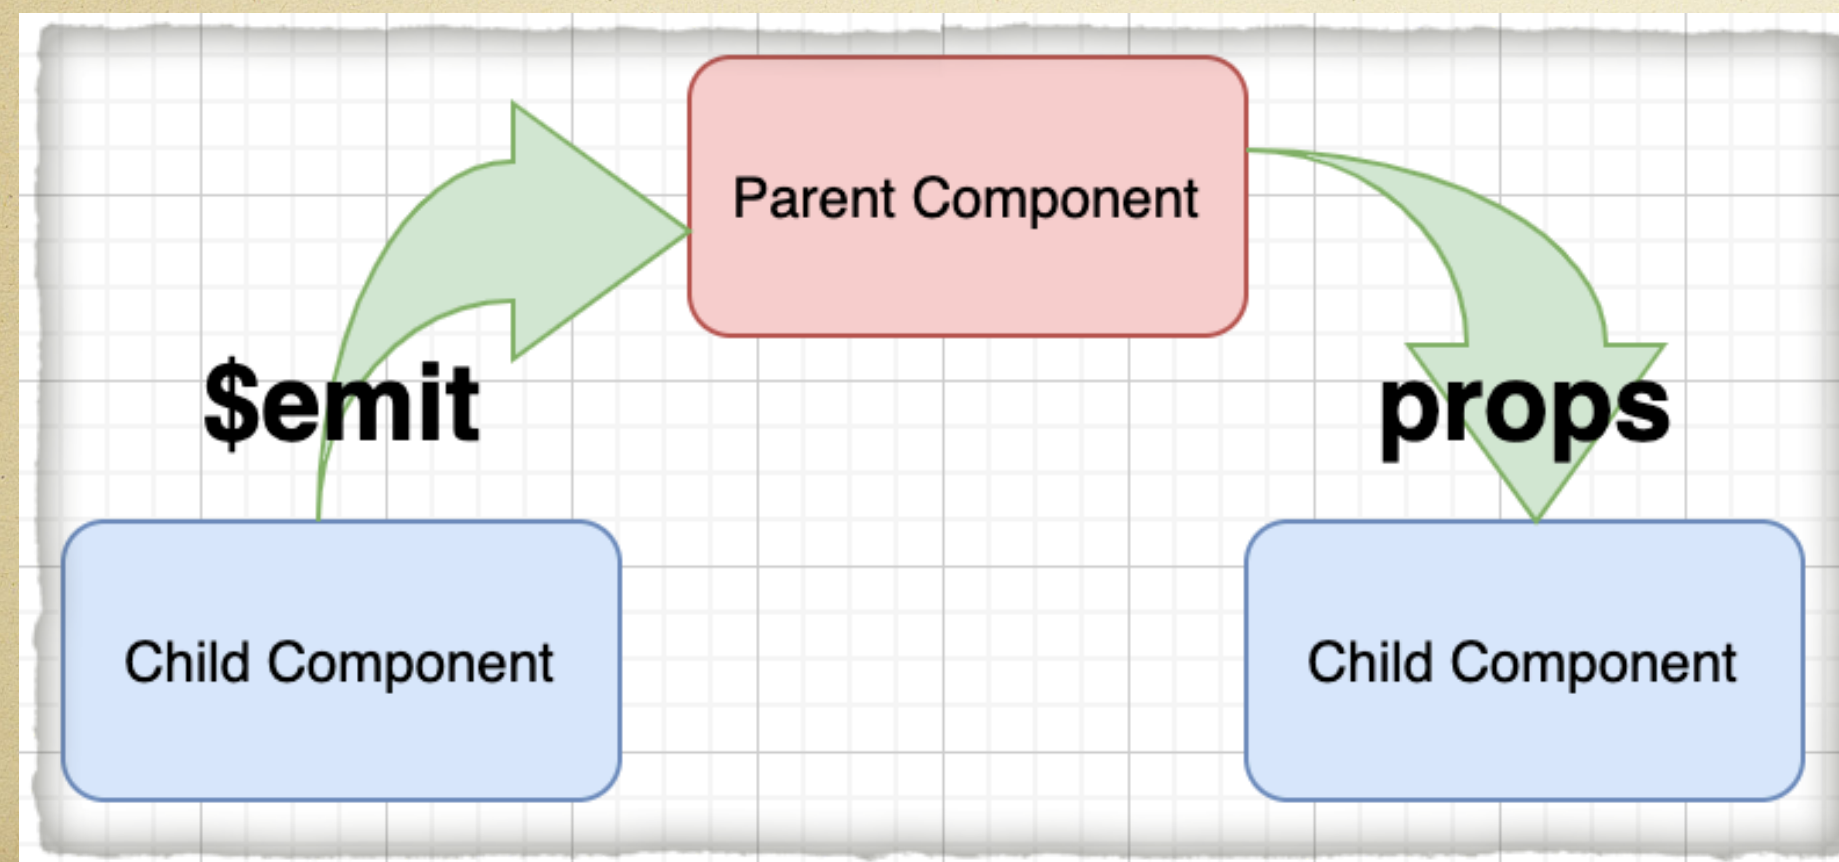 Parent Component
$emit
props
Child Component
Child Component